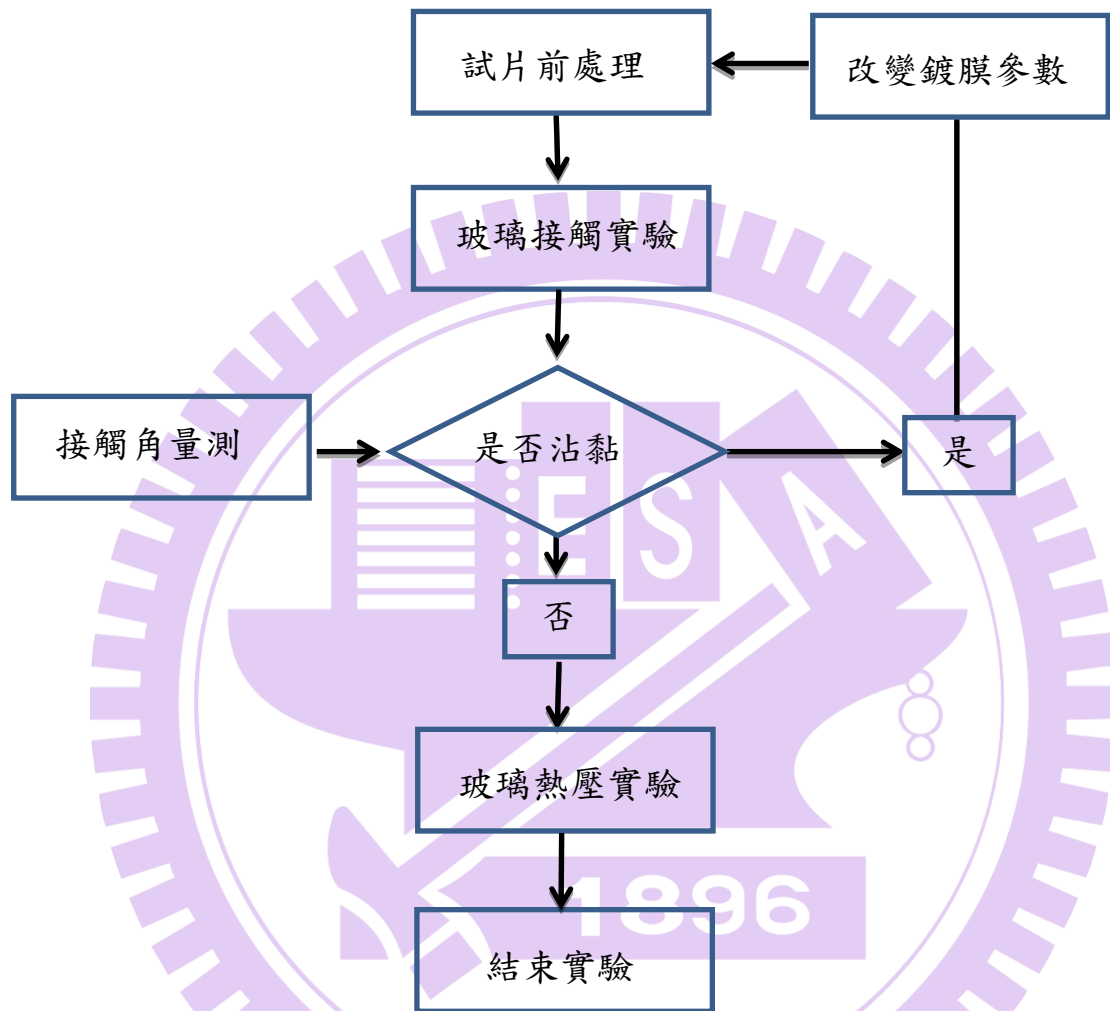 試片前處理
改變鍍膜參數
玻璃接觸實驗
接觸角量測
是否沾黏
是
ESA
否
玻璃熱壓實驗
1896
結束實驗